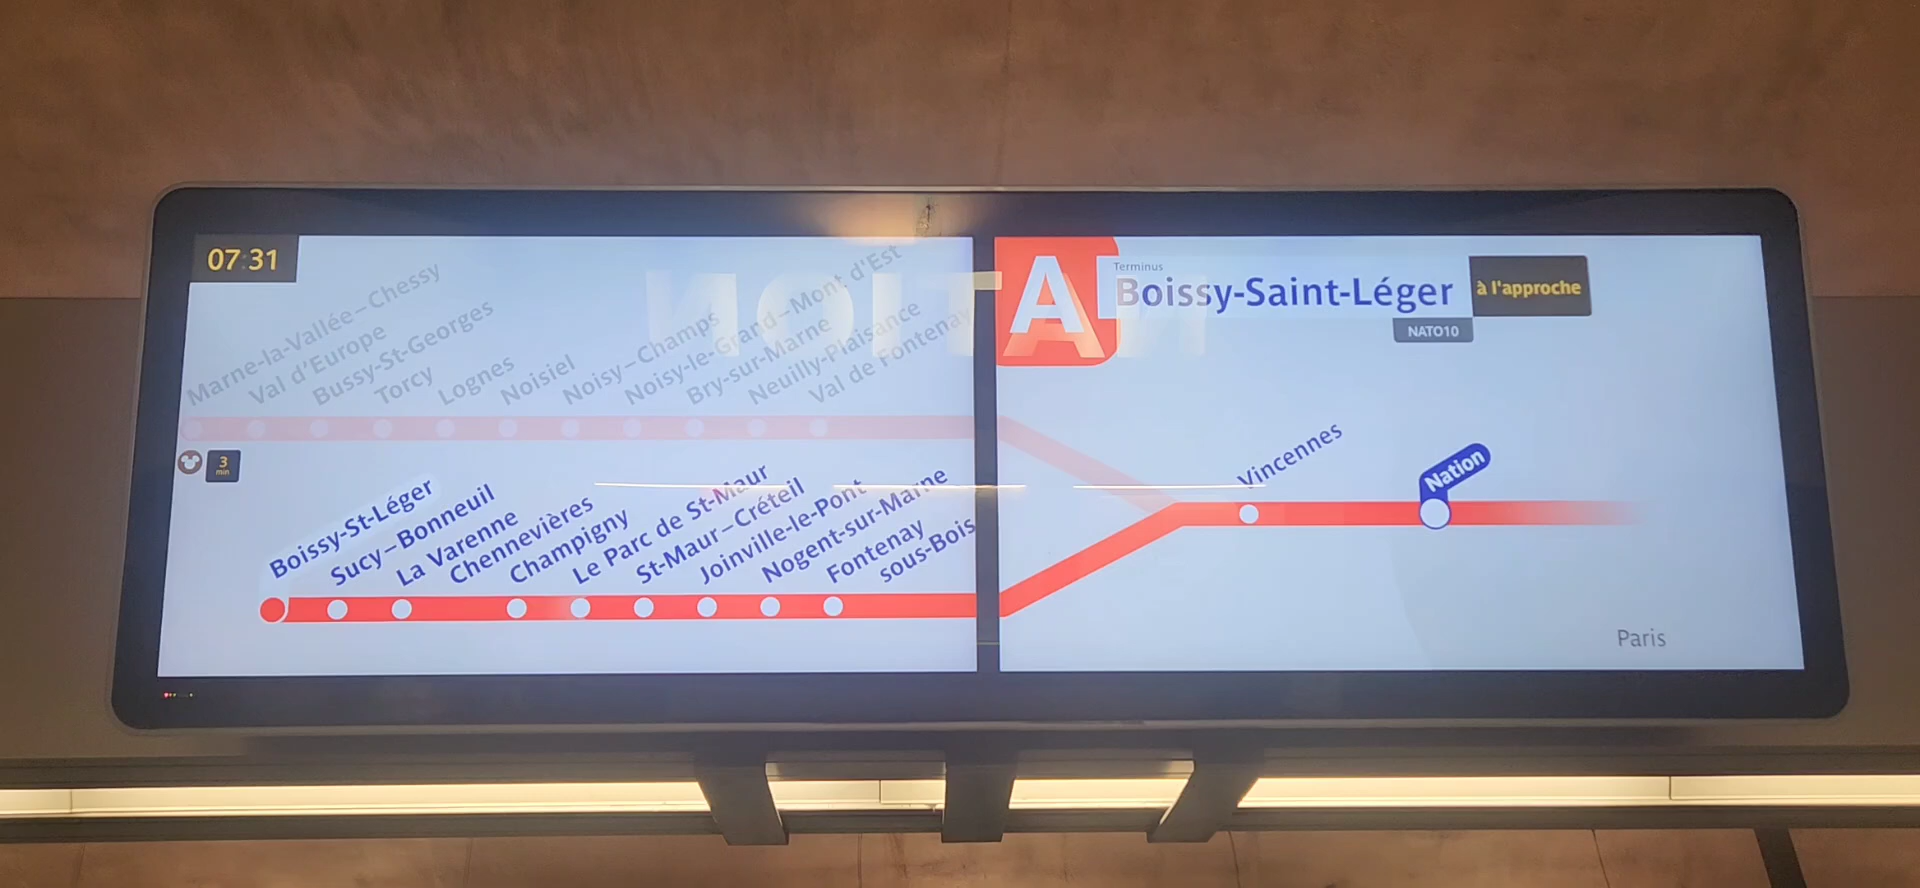 07:31
Marne-la-Vallée – Chessy
Val d'Europe
Bussy-St-Georges
Torcy
Lognes
Noisiel
Noisy – Champs
Noisy-le-Grand – Mont d'Est
Bry-sur-Marne
Neuilly-Plaisance
Val de Fontenay
3
min
Boissy-St-Léger
Sucy – Bonneuil
La Varenne
Chennevières
Champigny
Le Parc de St-Maur
St-Maur – Créteil
Joinville-le-Pont
Nogent-sur-Marne
Fontenay
sous-Bois
A
Terminus
Boissy-Saint-Léger
à l'approche
NATO10
Vincennes
Nation
Paris
NATION